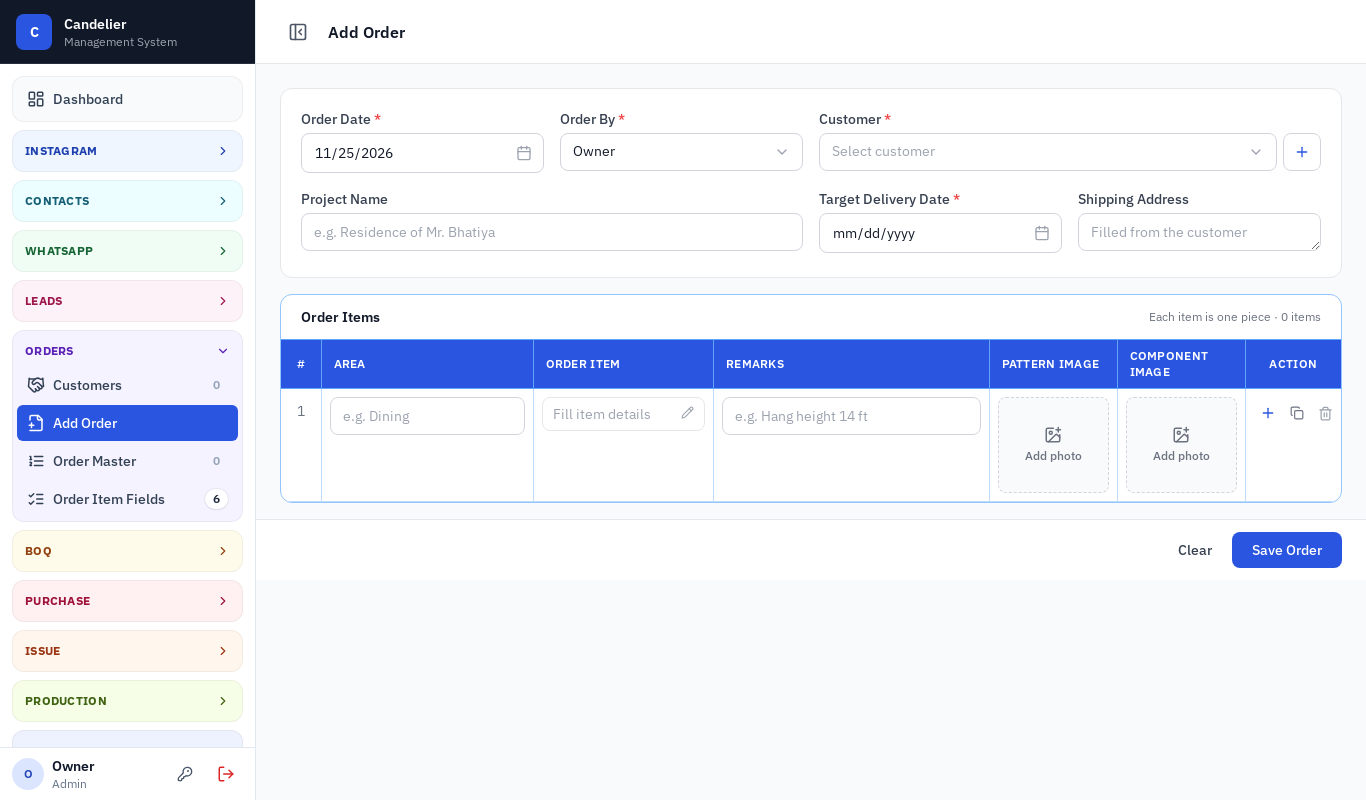 C
Candelier
Management System
Add Order
Dashboard
INSTAGRAM
CONTACTS
WHATSAPP
LEADS
ORDERS
Customers 0
Add Order
Order Master 0
Order Item Fields 6
BOQ
PURCHASE
ISSUE
PRODUCTION
O
Owner
Admin
Order Date * Order By * Customer *
11/25/2026 Owner Select customer
Project Name Target Delivery Date * Shipping Address
e.g. Residence of Mr. Bhatiya mm/dd/yyyy Filled from the customer
Order Items Each item is one piece · 0 items
# AREA ORDER ITEM REMARKS PATTERN IMAGE COMPONENT IMAGE ACTION
1 e.g. Dining Fill item details e.g. Hang height 14 ft Add photo Add photo
Clear Save Order